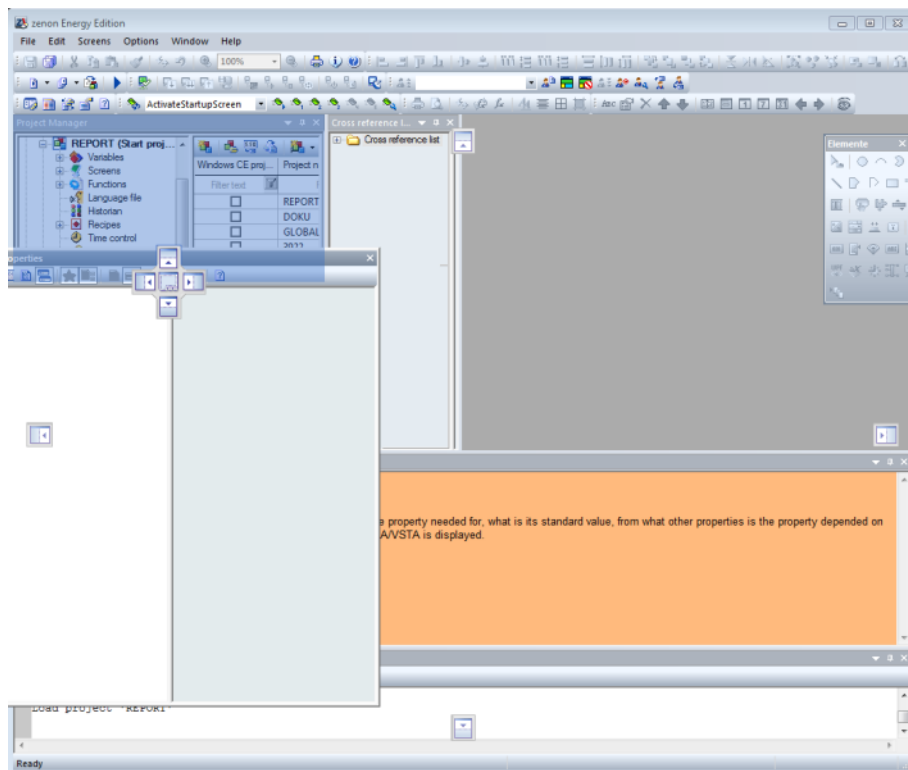 zenon Energy Edition
File Edit Screens Options Window Help
100%
ActivateStartupScreen
Project Manager
Cross reference l...
REPORT (Start proj...
Variables
Screens
Functions
Language file
Historian
Recipes
Time control
Windows CE proj...
Project n
Filter text
REPORT
DOKU
GLOBAL
Cross reference list
Elemente
operties
e property needed for, what is its standard value, from what other properties is the property depended on
A/VSTA is displayed.
Load project 'REPORT'
Ready